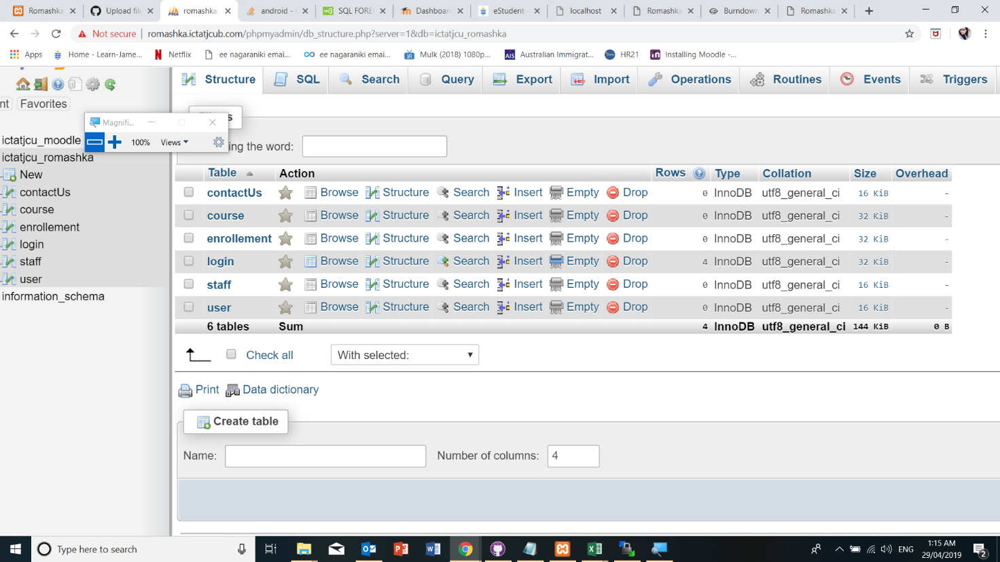 Romashka
Upload file
romashka.
android -
SQL FORE
Dashboard
eStudent -
localhost
Romashka
Burndown
Romashka
Not secure | romashka.ictatjcub.com/phpmyadmin/db_structure.php?server=1&db=ictatjcu_romashka
Apps
Home - Learn-Jame...
Netflix
ee nagaraniki emai...
ee nagaraniki emai...
Mulk (2018) 1080p...
Australian Immigrat...
HR21
Installing Moodle -...
Structure SQL Search Query Export Import Operations Routines Events Triggers
nt Favorites
Magnifi...
100% Views
ing the word:
ictatjcu_moodle
ictatjcu_romashka
New
contactUs
course
enrollement
login
staff
user
information_schema
Table Action Rows Type Collation Size Overhead
contactUs Browse Structure Search Insert Empty Drop 0 InnoDB utf8_general_ci 16 KiB -
course Browse Structure Search Insert Empty Drop 0 InnoDB utf8_general_ci 32 KiB -
enrollement Browse Structure Search Insert Empty Drop 0 InnoDB utf8_general_ci 32 KiB -
login Browse Structure Search Insert Empty Drop 4 InnoDB utf8_general_ci 32 KiB -
staff Browse Structure Search Insert Empty Drop 0 InnoDB utf8_general_ci 16 KiB -
user Browse Structure Search Insert Empty Drop 0 InnoDB utf8_general_ci 16 KiB -
6 tables Sum 4 InnoDB utf8_general_ci 144 KiB 0 B
Check all With selected:
Print Data dictionary
Create table
Name: Number of columns: 4
Type here to search
ENG
1:15 AM
29/04/2019
2